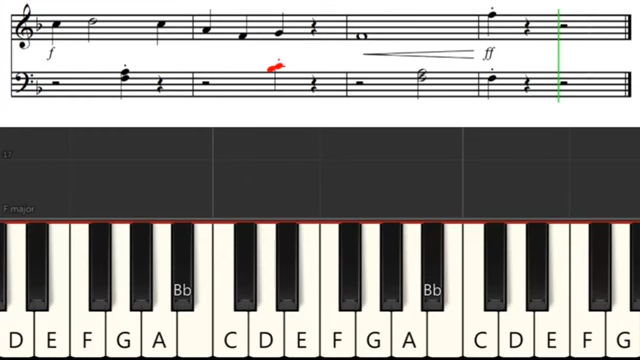 f
ff
17
F major
Bb Bb
D E F G A C D E F G A C D E F G